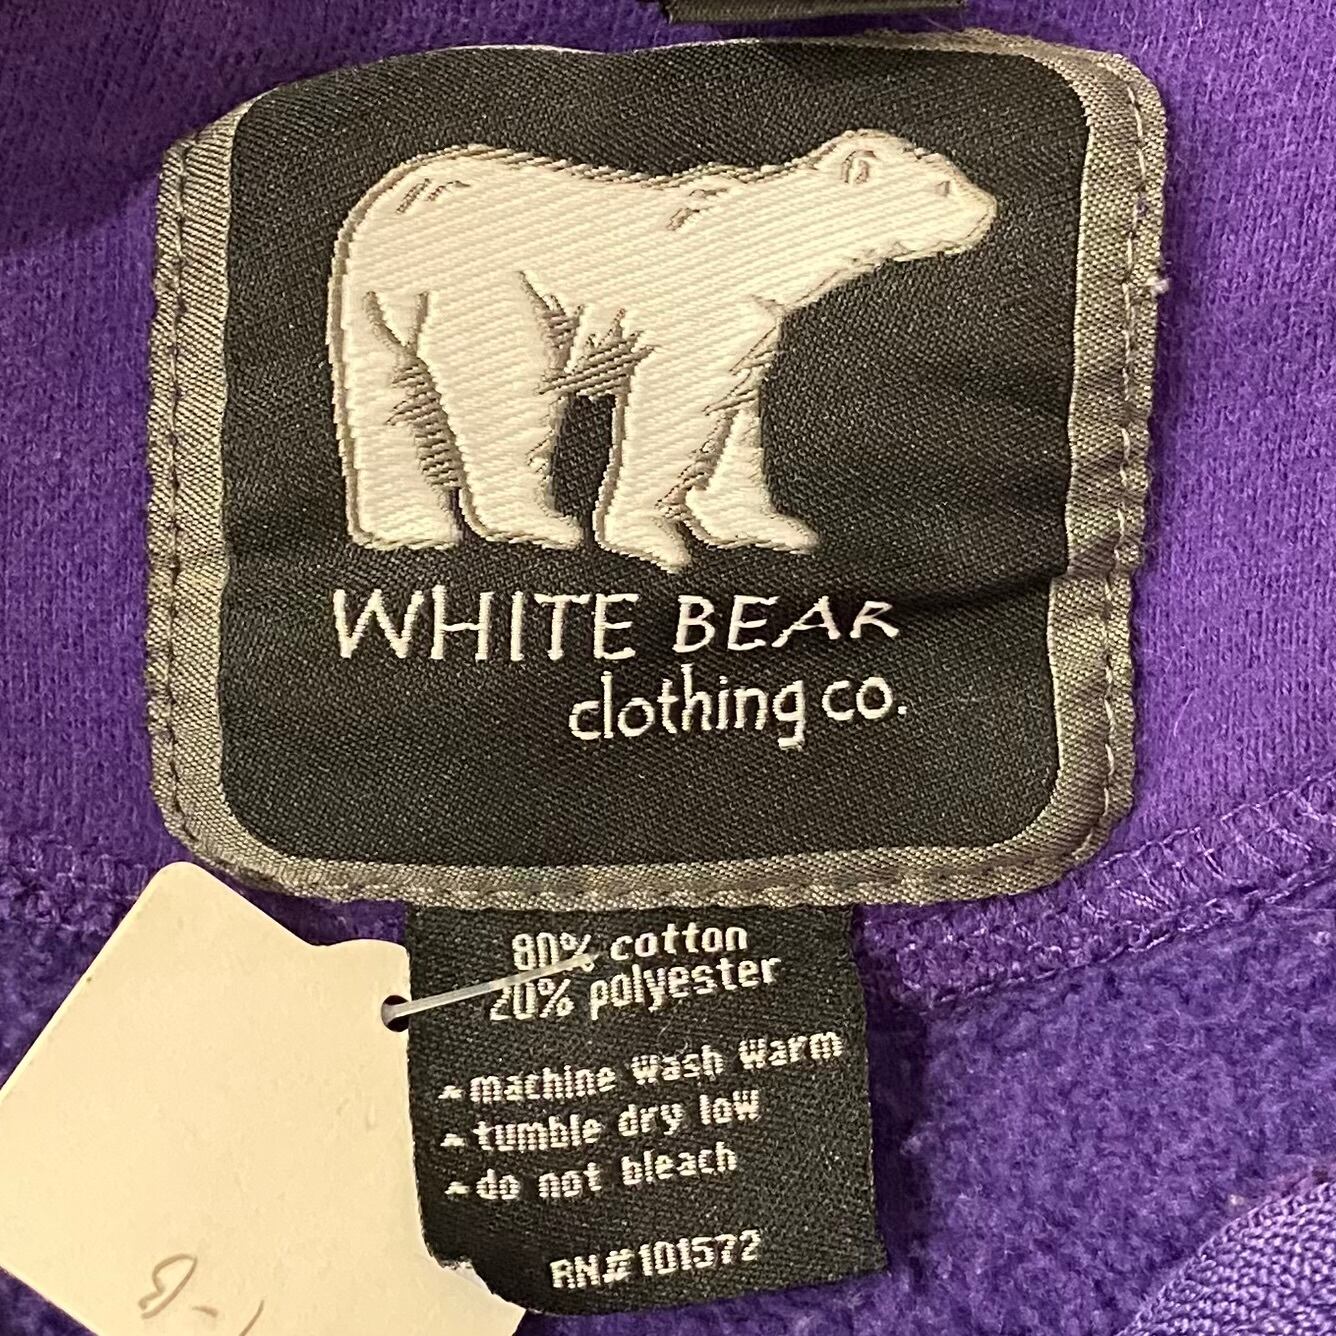 WHITE BEAR
clothing co.
80% cotton
20% polyester
machine wash warm
tumble dry low
do not bleach
RN#101572